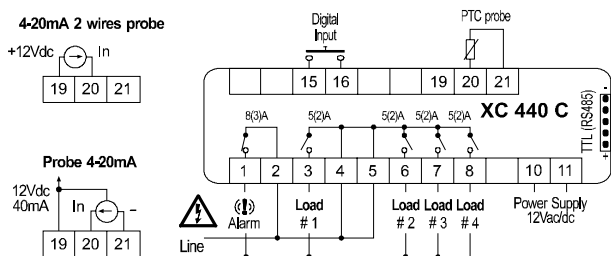 4-20mA 2 wires probe
+12Vdc In
19 20 21
Probe 4-20mA
12Vdc
40mA
In -
19 20 21
Digital
Input
PTC probe
15 16 19 20 21
XC 440 C
TTL (RS485)
-
+
8(3)A 5(2)A 5(2)A 5(2)A 5(2)A
1 2 3 4 5 6 7 8 10 11
Alarm
Load
# 1
Load Load Load
# 2 # 3 # 4
Power Supply
12Vac/dc
Line